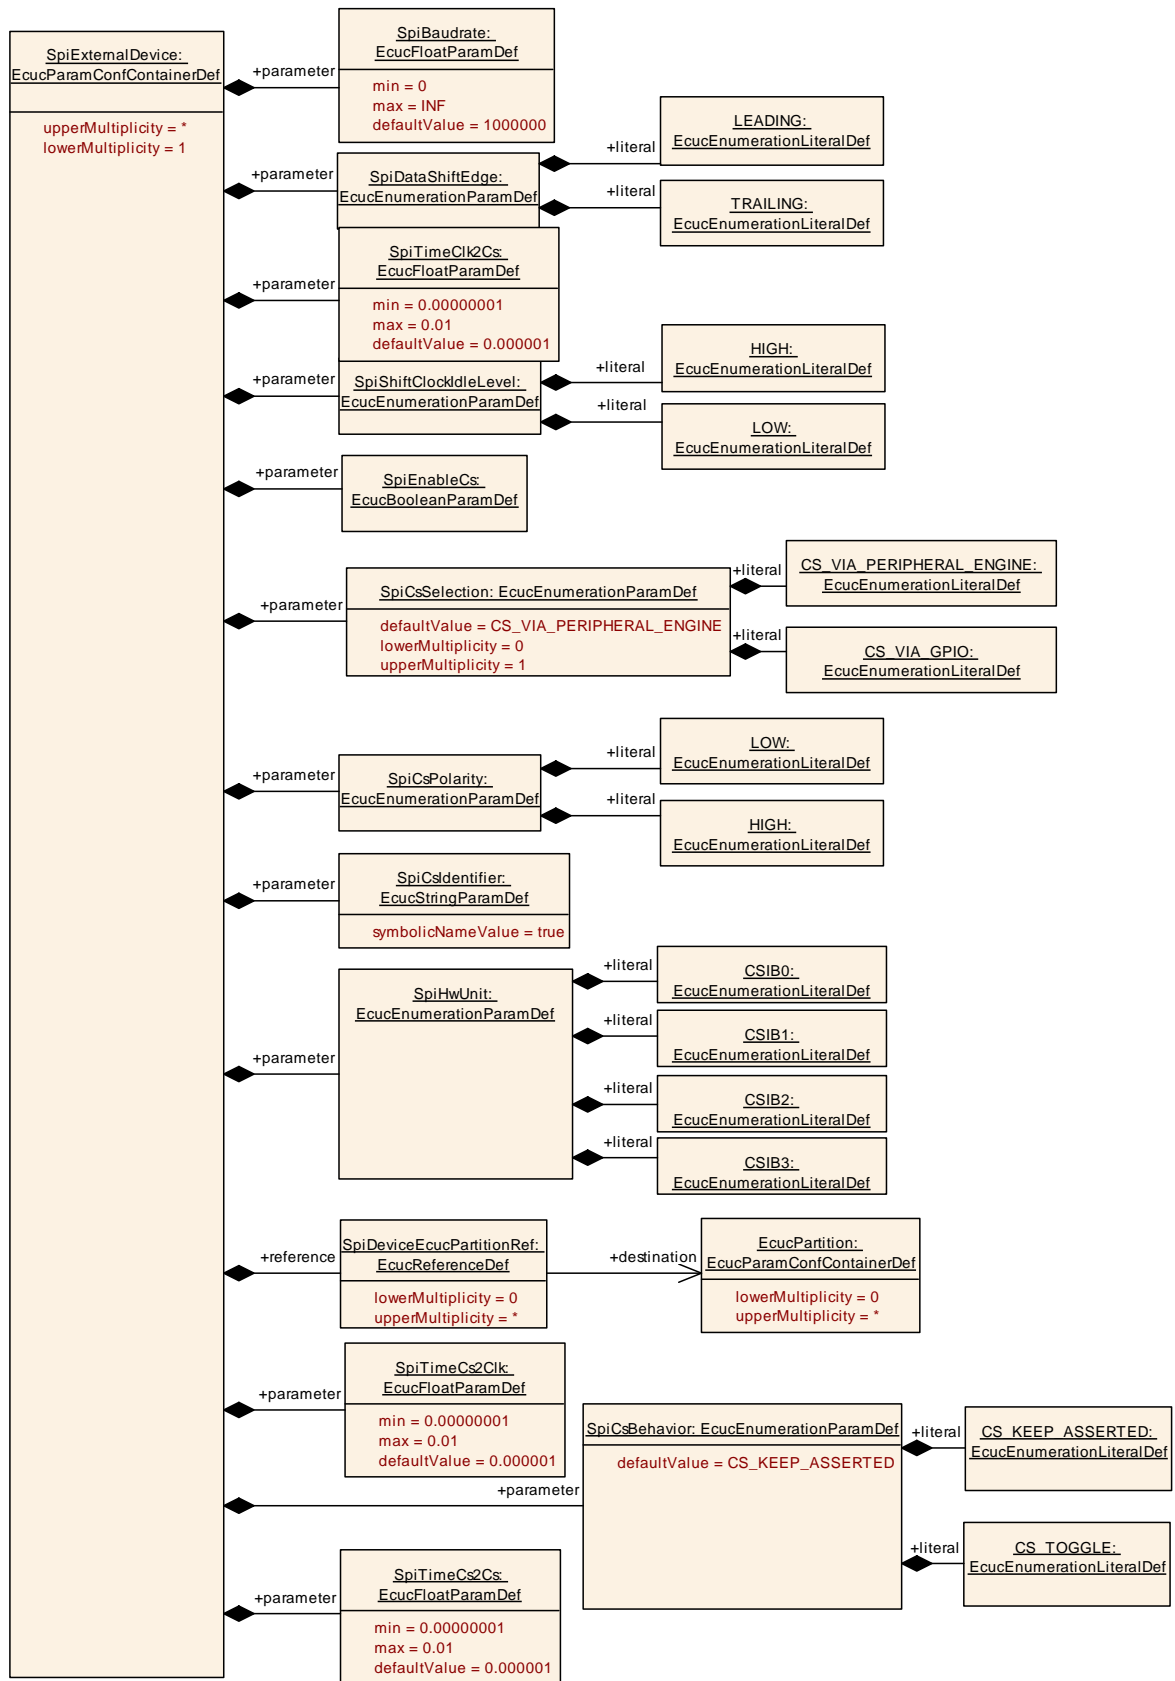 SpiExternalDevice:
EcucParamConfContainerDef
upperMultiplicity = *
lowerMultiplicity = 1
+parameter
SpiBaudrate:
EcucFloatParamDef
min = 0
max = INF
defaultValue = 1000000
+parameter
SpiDataShiftEdge:
EcucEnumerationParamDef
+literal
LEADING:
EcucEnumerationLiteralDef
+literal
TRAILING:
EcucEnumerationLiteralDef
+parameter
SpiTimeClk2Cs:
EcucFloatParamDef
min = 0.00000001
max = 0.01
defaultValue = 0.000001
+parameter
SpiShiftClockIdleLevel:
EcucEnumerationParamDef
+literal
HIGH:
EcucEnumerationLiteralDef
+literal
LOW:
EcucEnumerationLiteralDef
+parameter
SpiEnableCs:
EcucBooleanParamDef
+parameter
SpiCsSelection: EcucEnumerationParamDef
defaultValue = CS_VIA_PERIPHERAL_ENGINE
lowerMultiplicity = 0
upperMultiplicity = 1
+literal
CS_VIA_PERIPHERAL_ENGINE:
EcucEnumerationLiteralDef
+literal
CS_VIA_GPIO:
EcucEnumerationLiteralDef
+parameter
SpiCsPolarity:
EcucEnumerationParamDef
+literal
LOW:
EcucEnumerationLiteralDef
+literal
HIGH:
EcucEnumerationLiteralDef
+parameter
SpiCsIdentifier:
EcucStringParamDef
symbolicNameValue = true
+parameter
SpiHwUnit:
EcucEnumerationParamDef
+literal
CSIB0:
EcucEnumerationLiteralDef
+literal
CSIB1:
EcucEnumerationLiteralDef
+literal
CSIB2:
EcucEnumerationLiteralDef
+literal
CSIB3:
EcucEnumerationLiteralDef
+reference
SpiDeviceEcucPartitionRef:
EcucReferenceDef
lowerMultiplicity = 0
upperMultiplicity = *
+destination
EcucPartition:
EcucParamConfContainerDef
lowerMultiplicity = 0
upperMultiplicity = *
+parameter
SpiTimeCs2Clk:
EcucFloatParamDef
min = 0.00000001
max = 0.01
defaultValue = 0.000001
+parameter
SpiCsBehavior: EcucEnumerationParamDef
defaultValue = CS_KEEP_ASSERTED
+literal
CS_KEEP_ASSERTED:
EcucEnumerationLiteralDef
+literal
CS_TOGGLE:
EcucEnumerationLiteralDef
+parameter
SpiTimeCs2Cs:
EcucFloatParamDef
min = 0.00000001
max = 0.01
defaultValue = 0.000001